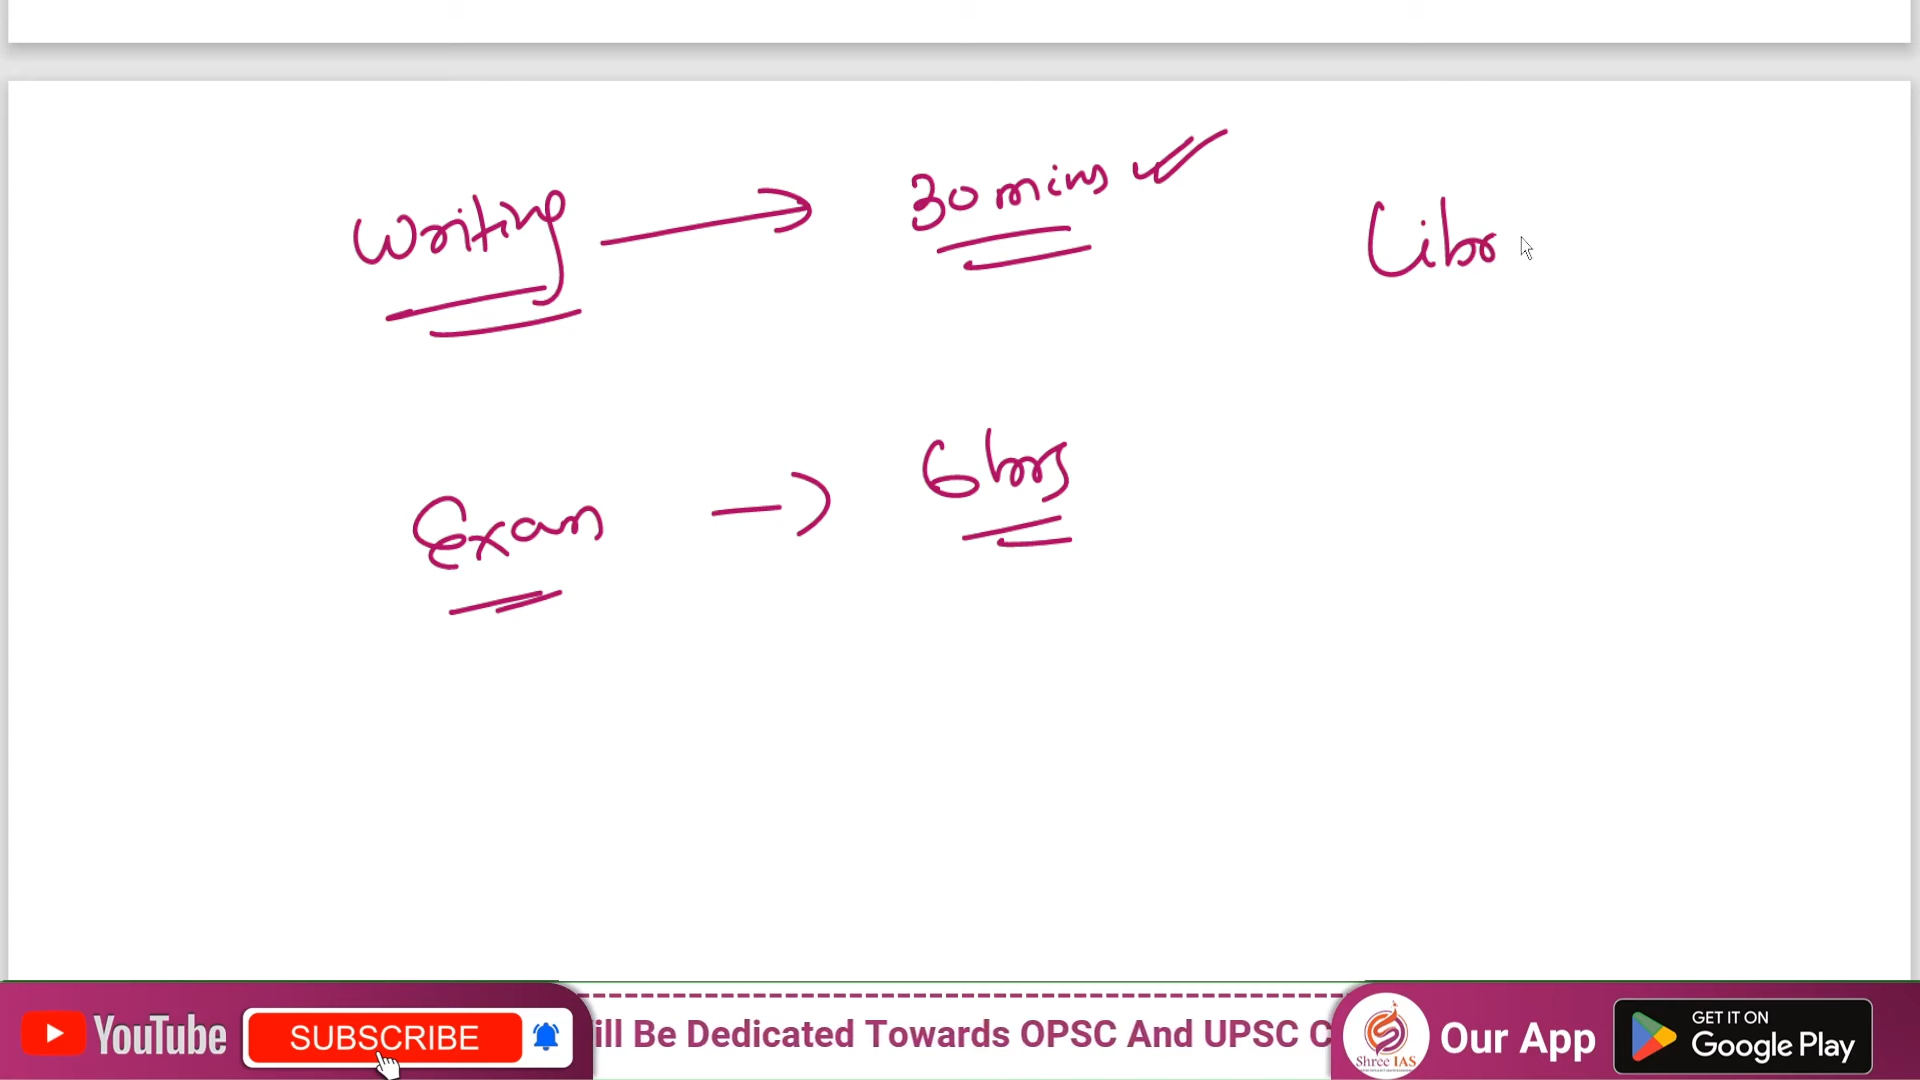 Writing → 30 mins ✓ Libr
Exam → 6 hrs
YouTube SUBSCRIBE ill Be Dedicated Towards OPSC And UPSC C Shree IAS Our App GET IT ON Google Play